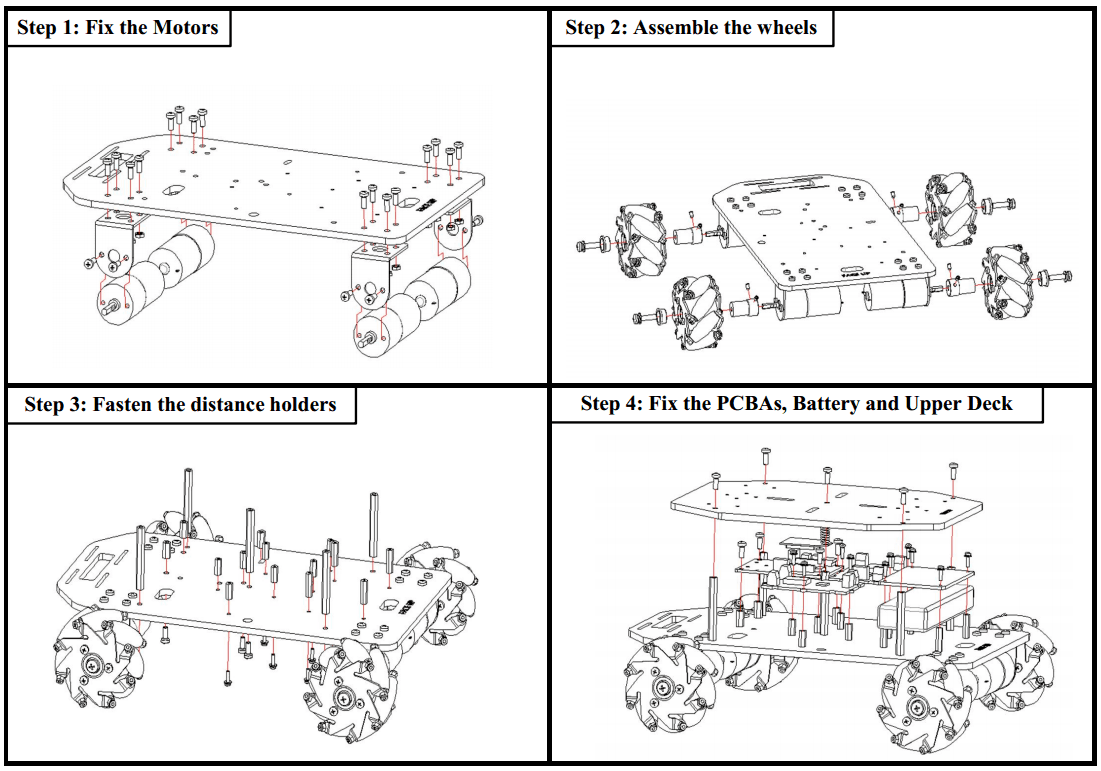 Step 1: Fix the Motors
Step 2: Assemble the wheels
Step 3: Fasten the distance holders
Step 4: Fix the PCBAs, Battery and Upper Deck